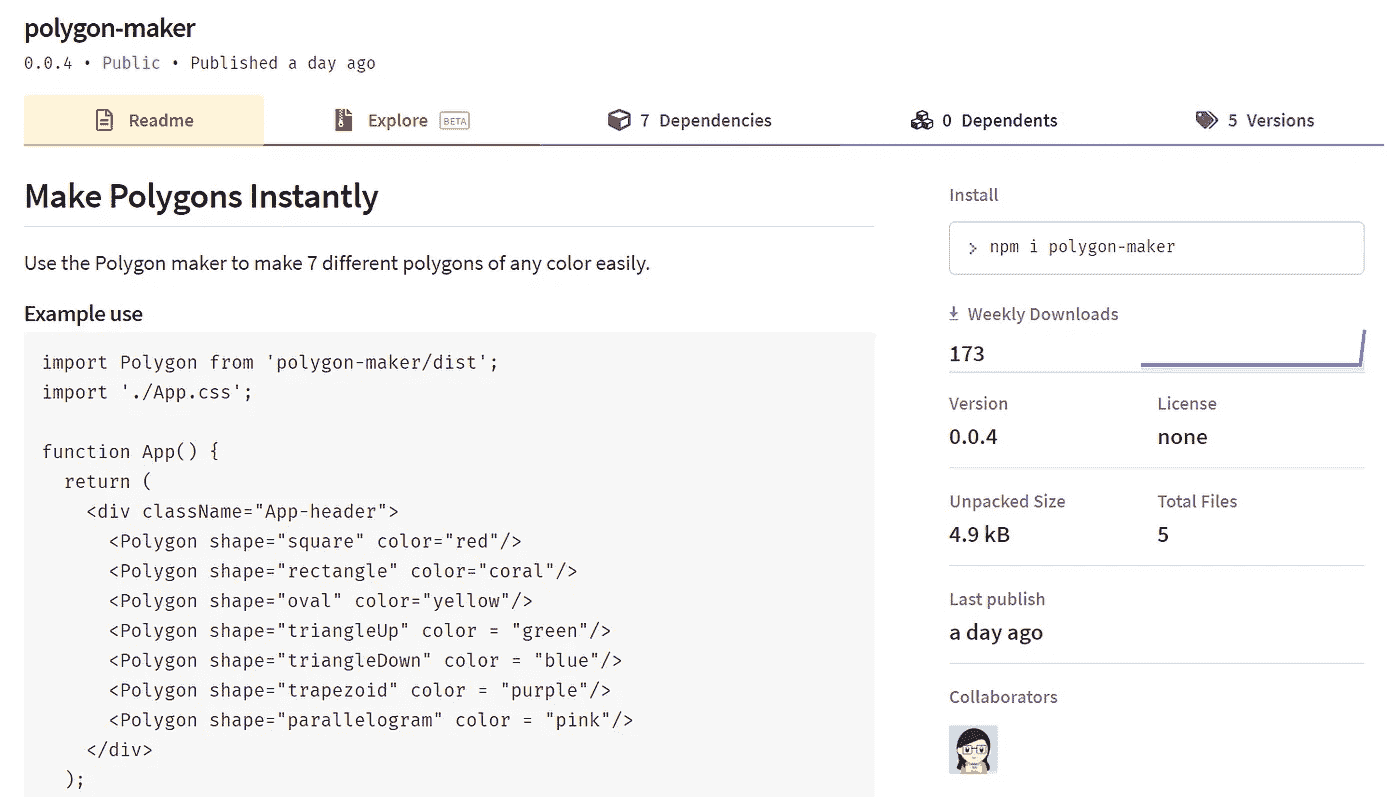 polygon-maker
0.0.4 • Public • Published a day ago
Readme
Explore BETA
7 Dependencies
0 Dependents
5 Versions
Make Polygons Instantly
Use the Polygon maker to make 7 different polygons of any color easily.
Example use
import Polygon from 'polygon-maker/dist';
import './App.css';
function App() {
  return (
    <div className="App-header">
      <Polygon shape="square" color="red"/>
      <Polygon shape="rectangle" color="coral"/>
      <Polygon shape="oval" color="yellow"/>
      <Polygon shape="triangleUp" color = "green"/>
      <Polygon shape="triangleDown" color = "blue"/>
      <Polygon shape="trapezoid" color = "purple"/>
      <Polygon shape="parallelogram" color = "pink"/>
    </div>
  );
Install
> npm i polygon-maker
Weekly Downloads
173
Version
0.0.4
License
none
Unpacked Size
4.9 kB
Total Files
5
Last publish
a day ago
Collaborators